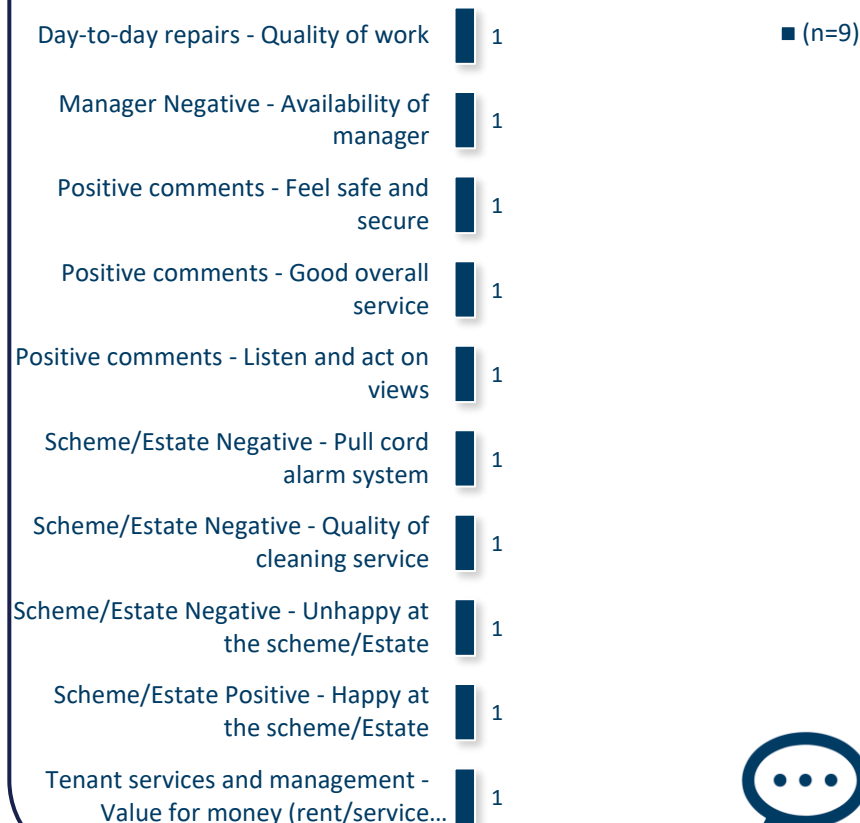 Day-to-day repairs - Quality of work 1
(n=9)
Manager Negative - Availability of
manager 1
Positive comments - Feel safe and
secure 1
Positive comments - Good overall
service 1
Positive comments - Listen and act on
views 1
Scheme/Estate Negative - Pull cord
alarm system 1
Scheme/Estate Negative - Quality of
cleaning service 1
Scheme/Estate Negative - Unhappy at
the scheme/Estate 1
Scheme/Estate Positive - Happy at
the scheme/Estate 1
Tenant services and management -
Value for money (rent/service... 1